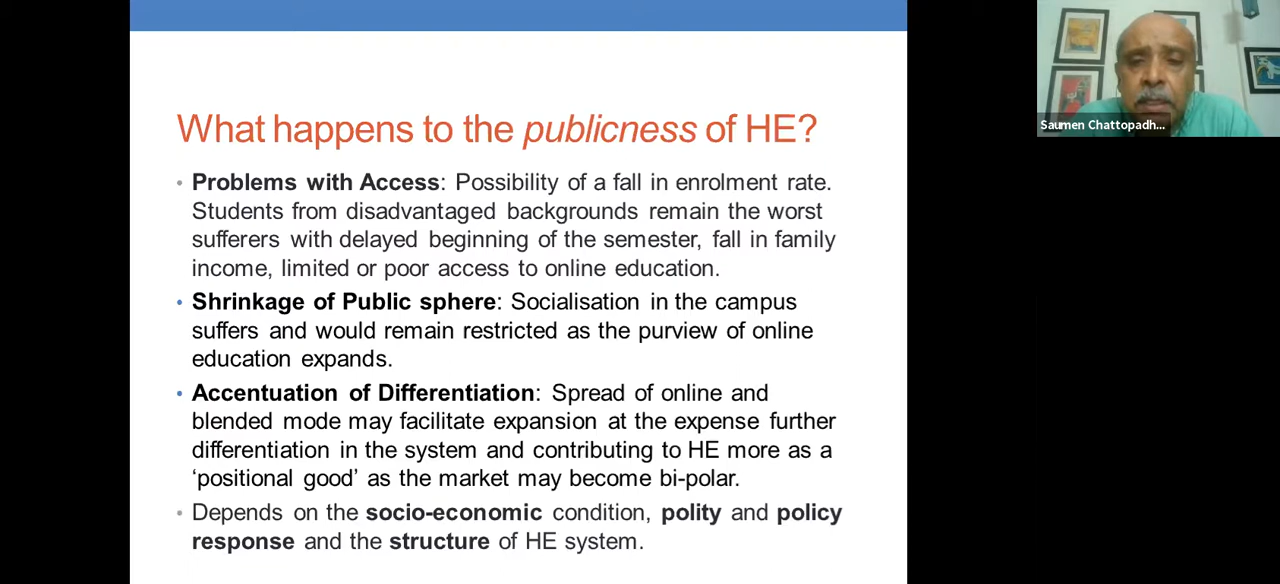 What happens to the publicness of HE?
• Problems with Access: Possibility of a fall in enrolment rate.
Students from disadvantaged backgrounds remain the worst
sufferers with delayed beginning of the semester, fall in family
income, limited or poor access to online education.
• Shrinkage of Public sphere: Socialisation in the campus
suffers and would remain restricted as the purview of online
education expands.
• Accentuation of Differentiation: Spread of online and
blended mode may facilitate expansion at the expense further
differentiation in the system and contributing to HE more as a
‘positional good’ as the market may become bi-polar.
• Depends on the socio-economic condition, polity and policy
response and the structure of HE system.
Saumen Chattopadh...